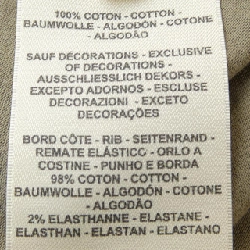 100% COTON - COTTON -
BAUMWOLLE - ALGODÓN - COTONE
- ALGODÃO
SAUF DÉCORATIONS - EXCLUSIVE
OF DECORATIONS -
AUSSCHLIESSLICH DEKORS -
EXCEPTO ADORNOS - ESCLUSE
DECORAZIONI - EXCETO
DECORAÇÕES
BORD CÔTE - RIB - SEITENRAND -
REMATE ELÁSTICO - ORLO A
COSTINE - PUNHO E BORDA
98% COTON - COTTON -
BAUMWOLLE - ALGODÓN - COTONE
- ALGODÃO
2% ELASTHANNE - ELASTANE -
ELASTHAN - ELASTAN - ELASTANO